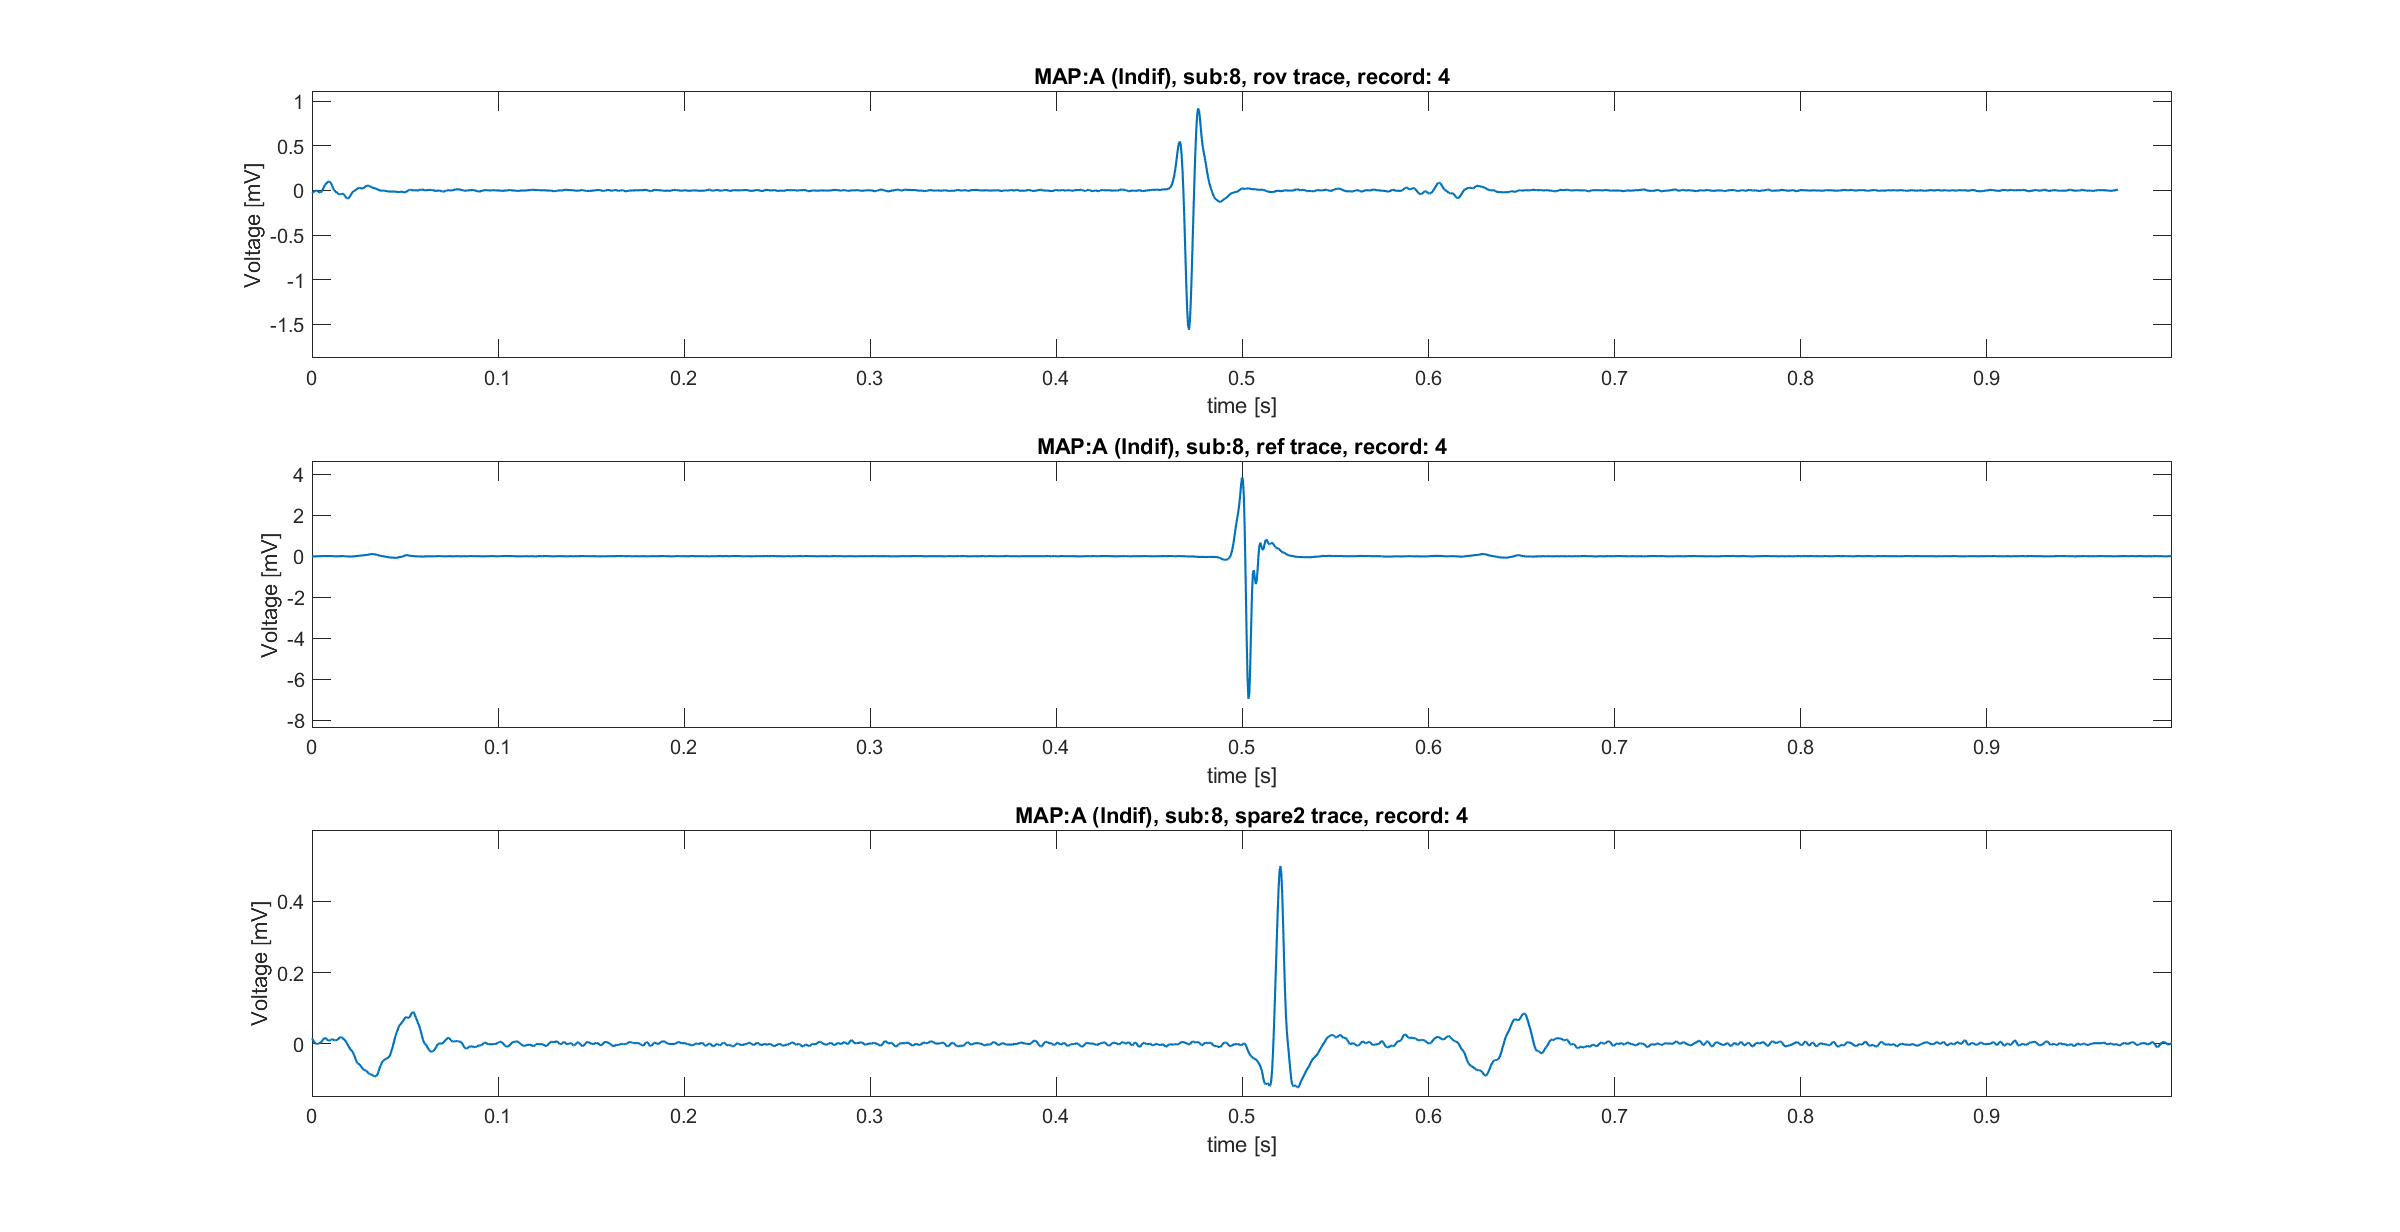 MAP:A (Indif), sub:8, rov trace, record: 4
1
0.5
0
-0.5
-1
-1.5
Voltage [mV]
0 0.1 0.2 0.3 0.4 0.5 0.6 0.7 0.8 0.9
time [s]
MAP:A (Indif), sub:8, ref trace, record: 4
4
2
0
-2
-4
-6
-8
Voltage [mV]
0 0.1 0.2 0.3 0.4 0.5 0.6 0.7 0.8 0.9
time [s]
MAP:A (Indif), sub:8, spare2 trace, record: 4
0.4
0.2
0
Voltage [mV]
0 0.1 0.2 0.3 0.4 0.5 0.6 0.7 0.8 0.9
time [s]